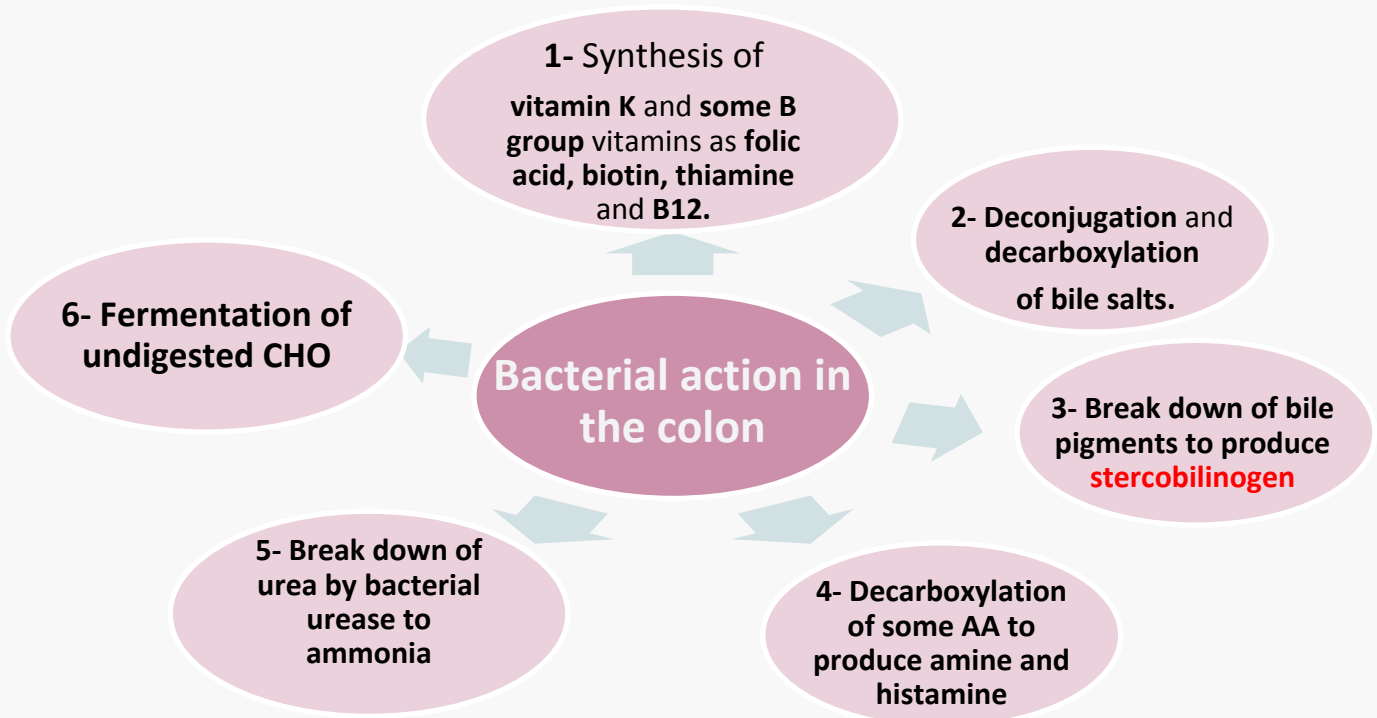 1- Synthesis of
vitamin K and some B
group vitamins as folic
acid, biotin, thiamine
and B12.
2- Deconjugation and
decarboxylation
of bile salts.
6- Fermentation of
undigested CHO
Bacterial action in
the colon
3- Break down of bile
pigments to produce
stercobilinogen
5- Break down of
urea by bacterial
urease to
ammonia
4- Decarboxylation
of some AA to
produce amine and
histamine